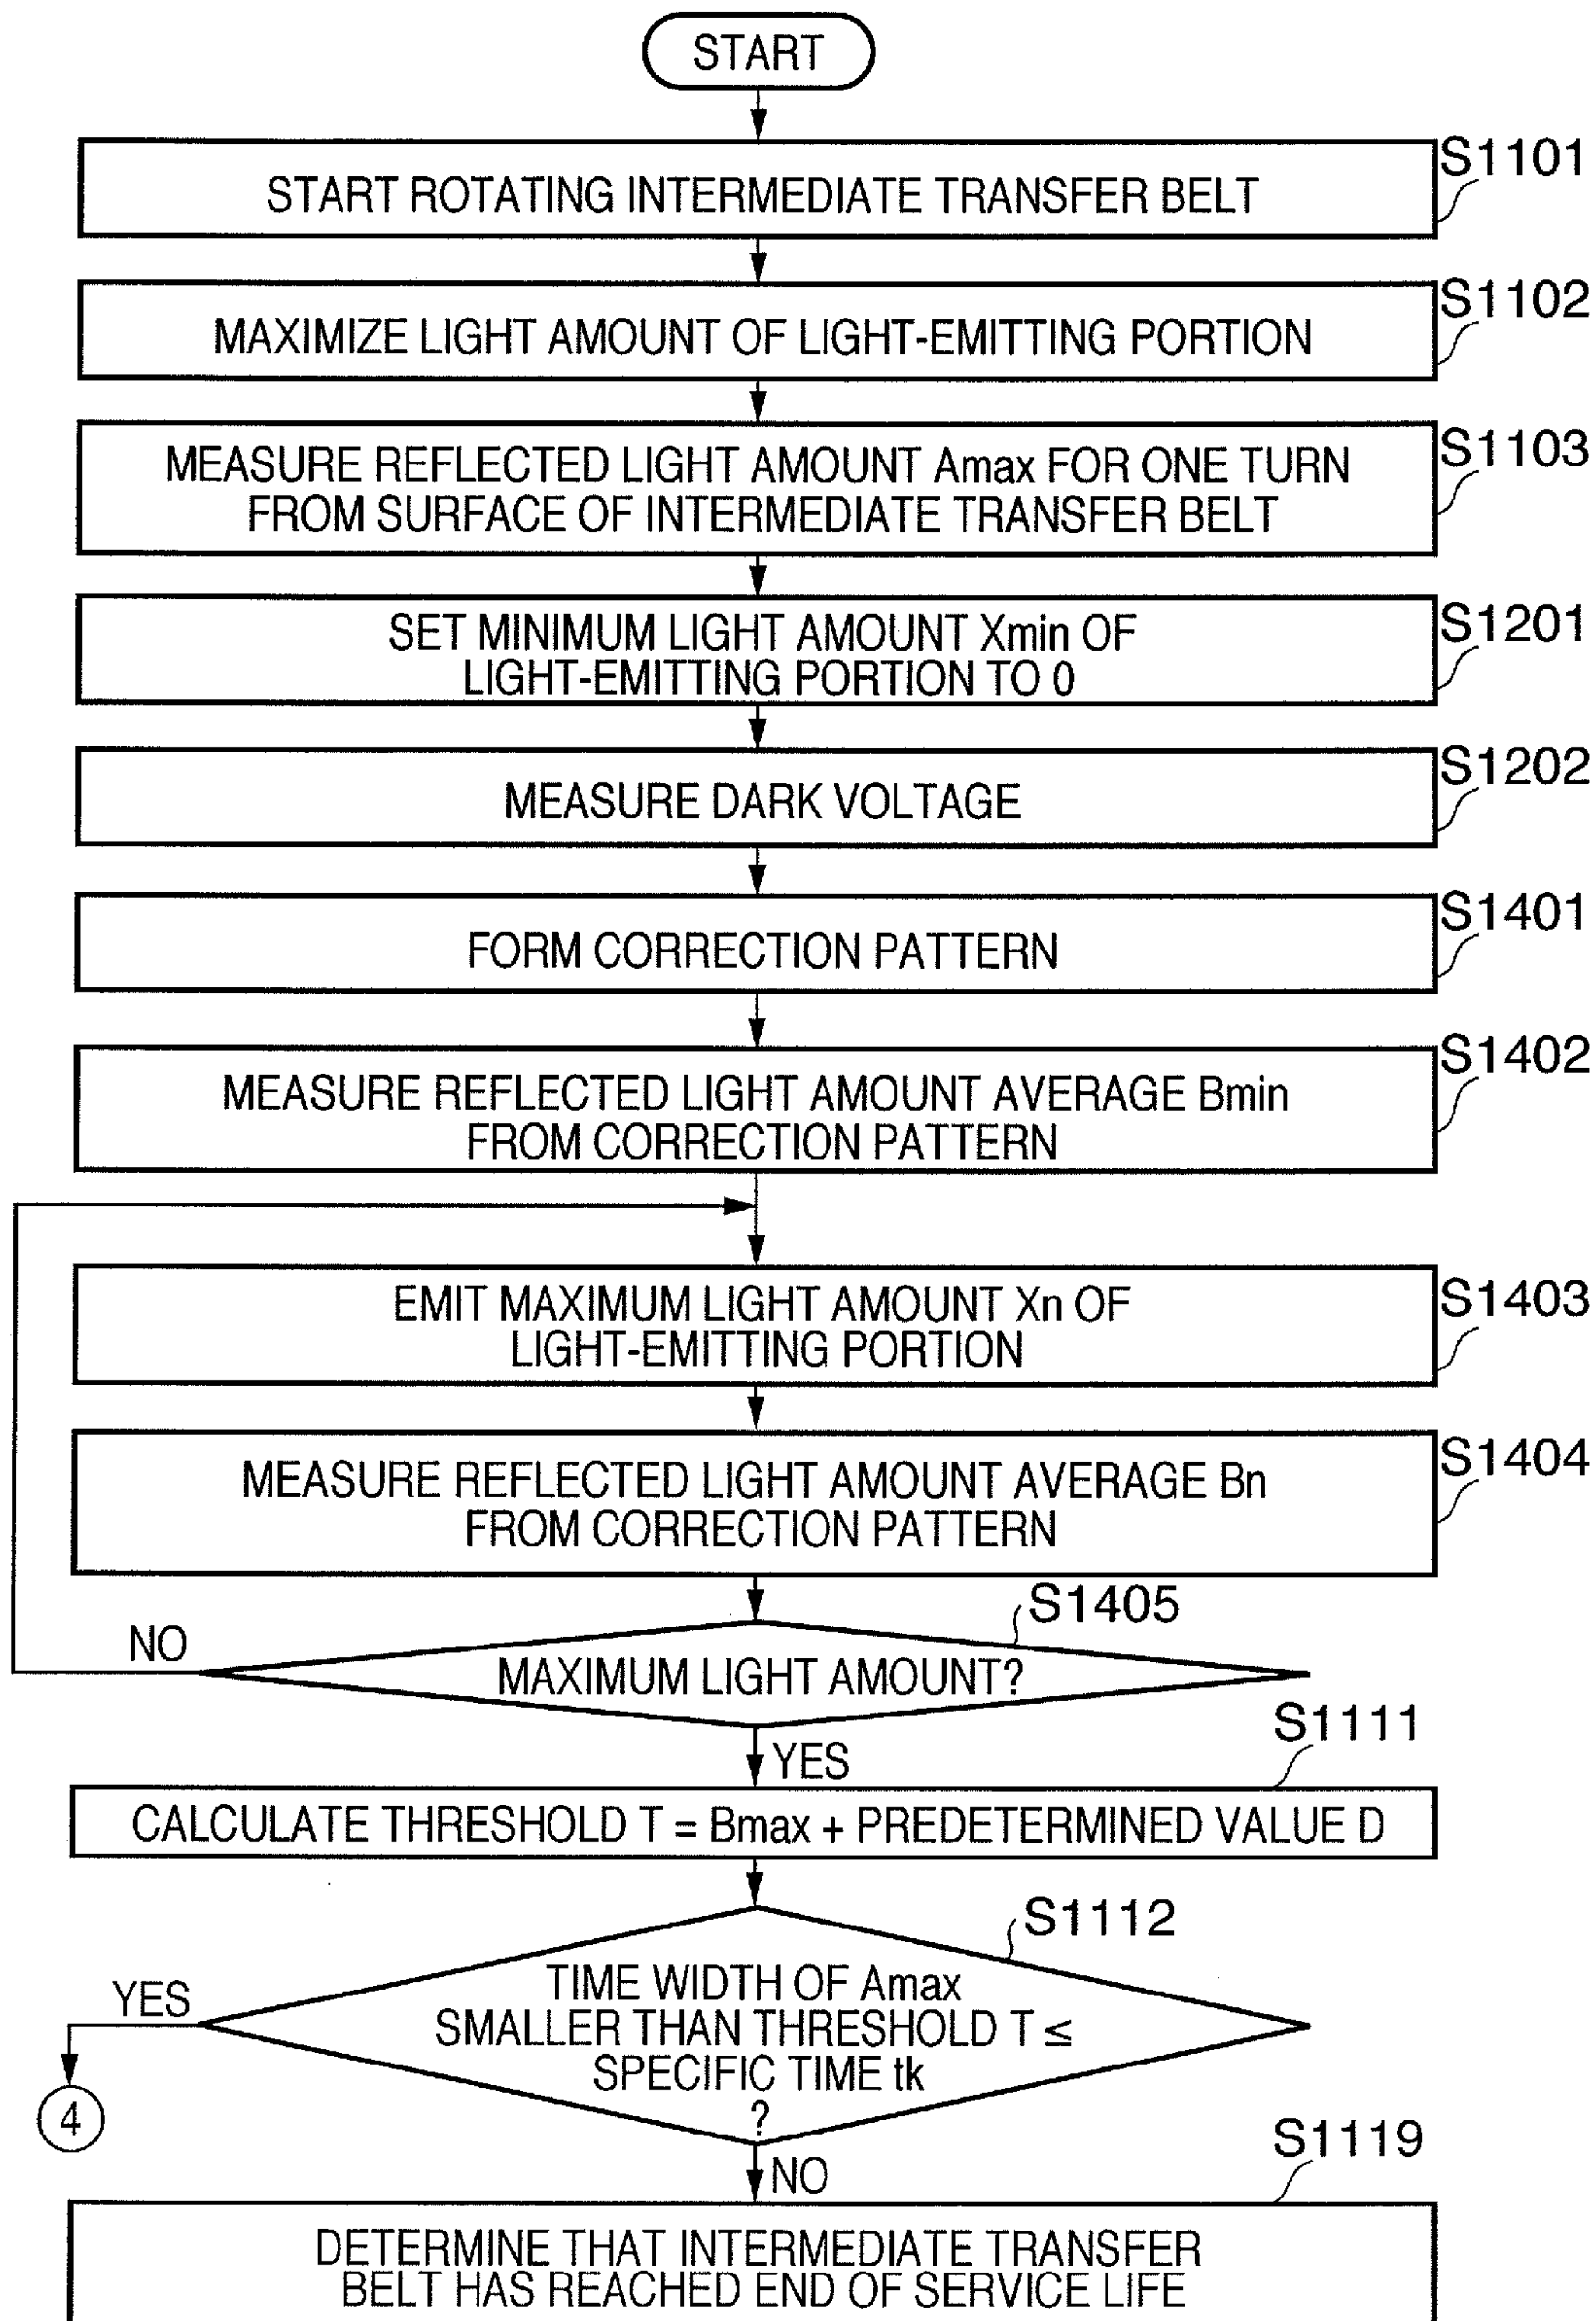 START
S1101
START ROTATING INTERMEDIATE TRANSFER BELT
S1102
MAXIMIZE LIGHT AMOUNT OF LIGHT-EMITTING PORTION
S1103
MEASURE REFLECTED LIGHT AMOUNT Amax FOR ONE TURN
FROM SURFACE OF INTERMEDIATE TRANSFER BELT
S1201
SET MINIMUM LIGHT AMOUNT Xmin OF
LIGHT-EMITTING PORTION TO 0
S1202
MEASURE DARK VOLTAGE
S1401
FORM CORRECTION PATTERN
S1402
MEASURE REFLECTED LIGHT AMOUNT AVERAGE Bmin
FROM CORRECTION PATTERN
S1403
EMIT MAXIMUM LIGHT AMOUNT Xn OF
LIGHT-EMITTING PORTION
S1404
MEASURE REFLECTED LIGHT AMOUNT AVERAGE Bn
FROM CORRECTION PATTERN
S1405
NO
MAXIMUM LIGHT AMOUNT?
YES
S1111
CALCULATE THRESHOLD T = Bmax + PREDETERMINED VALUE D
S1112
YES
TIME WIDTH OF Amax
SMALLER THAN THRESHOLD T ≤
SPECIFIC TIME tk
?
4
NO
S1119
DETERMINE THAT INTERMEDIATE TRANSFER
BELT HAS REACHED END OF SERVICE LIFE